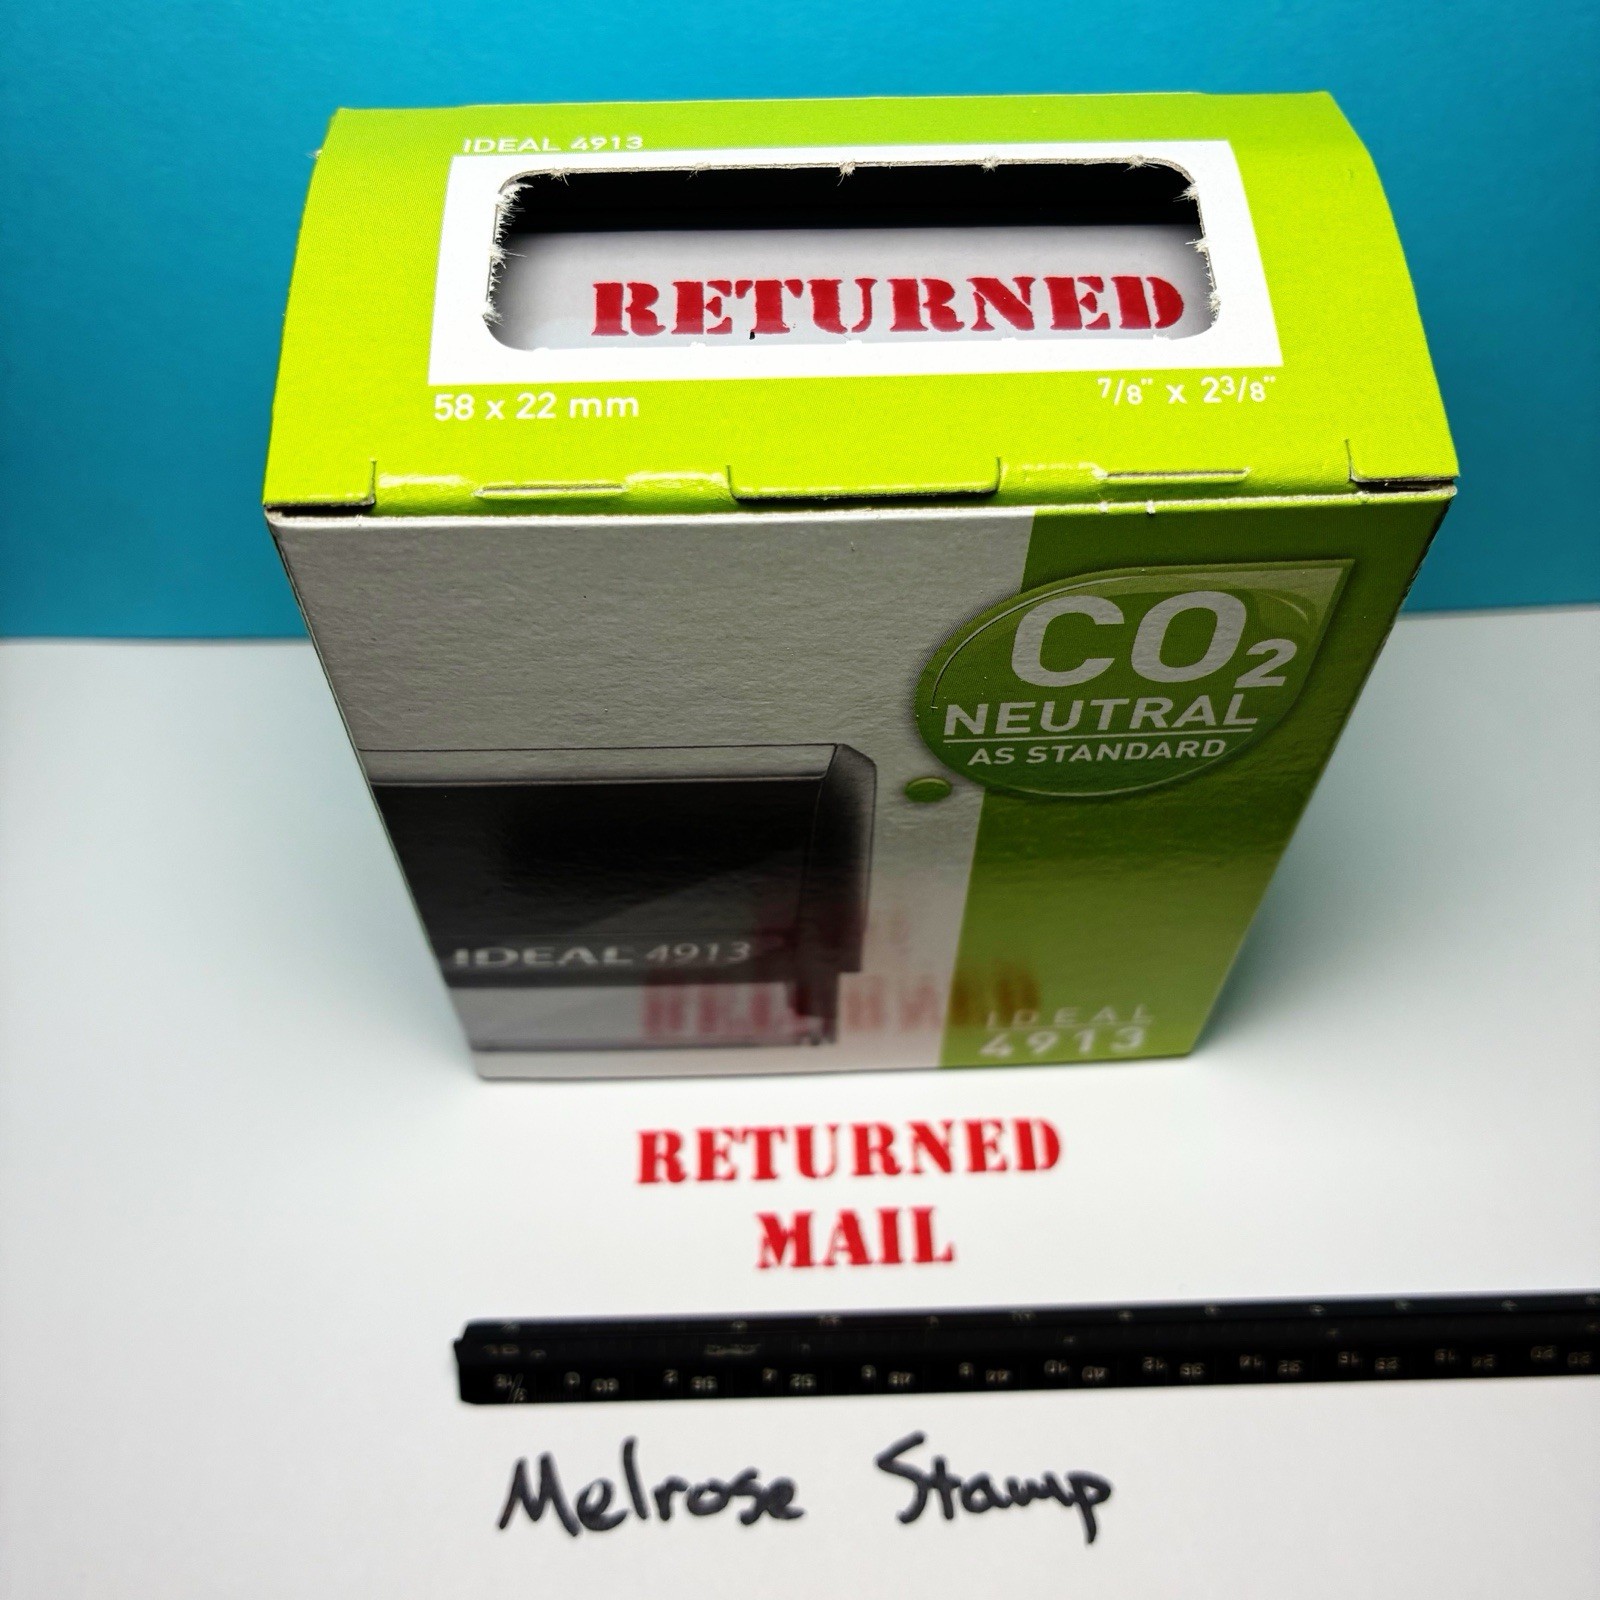 IDEAL 4913
RETURNED
58 x 22 mm
7/8" x 2 3/8"
CO2
NEUTRAL
AS STANDARD
IDEAL 4913
IDEAL
4913
RETURNED
MAIL
Melrose Stamp